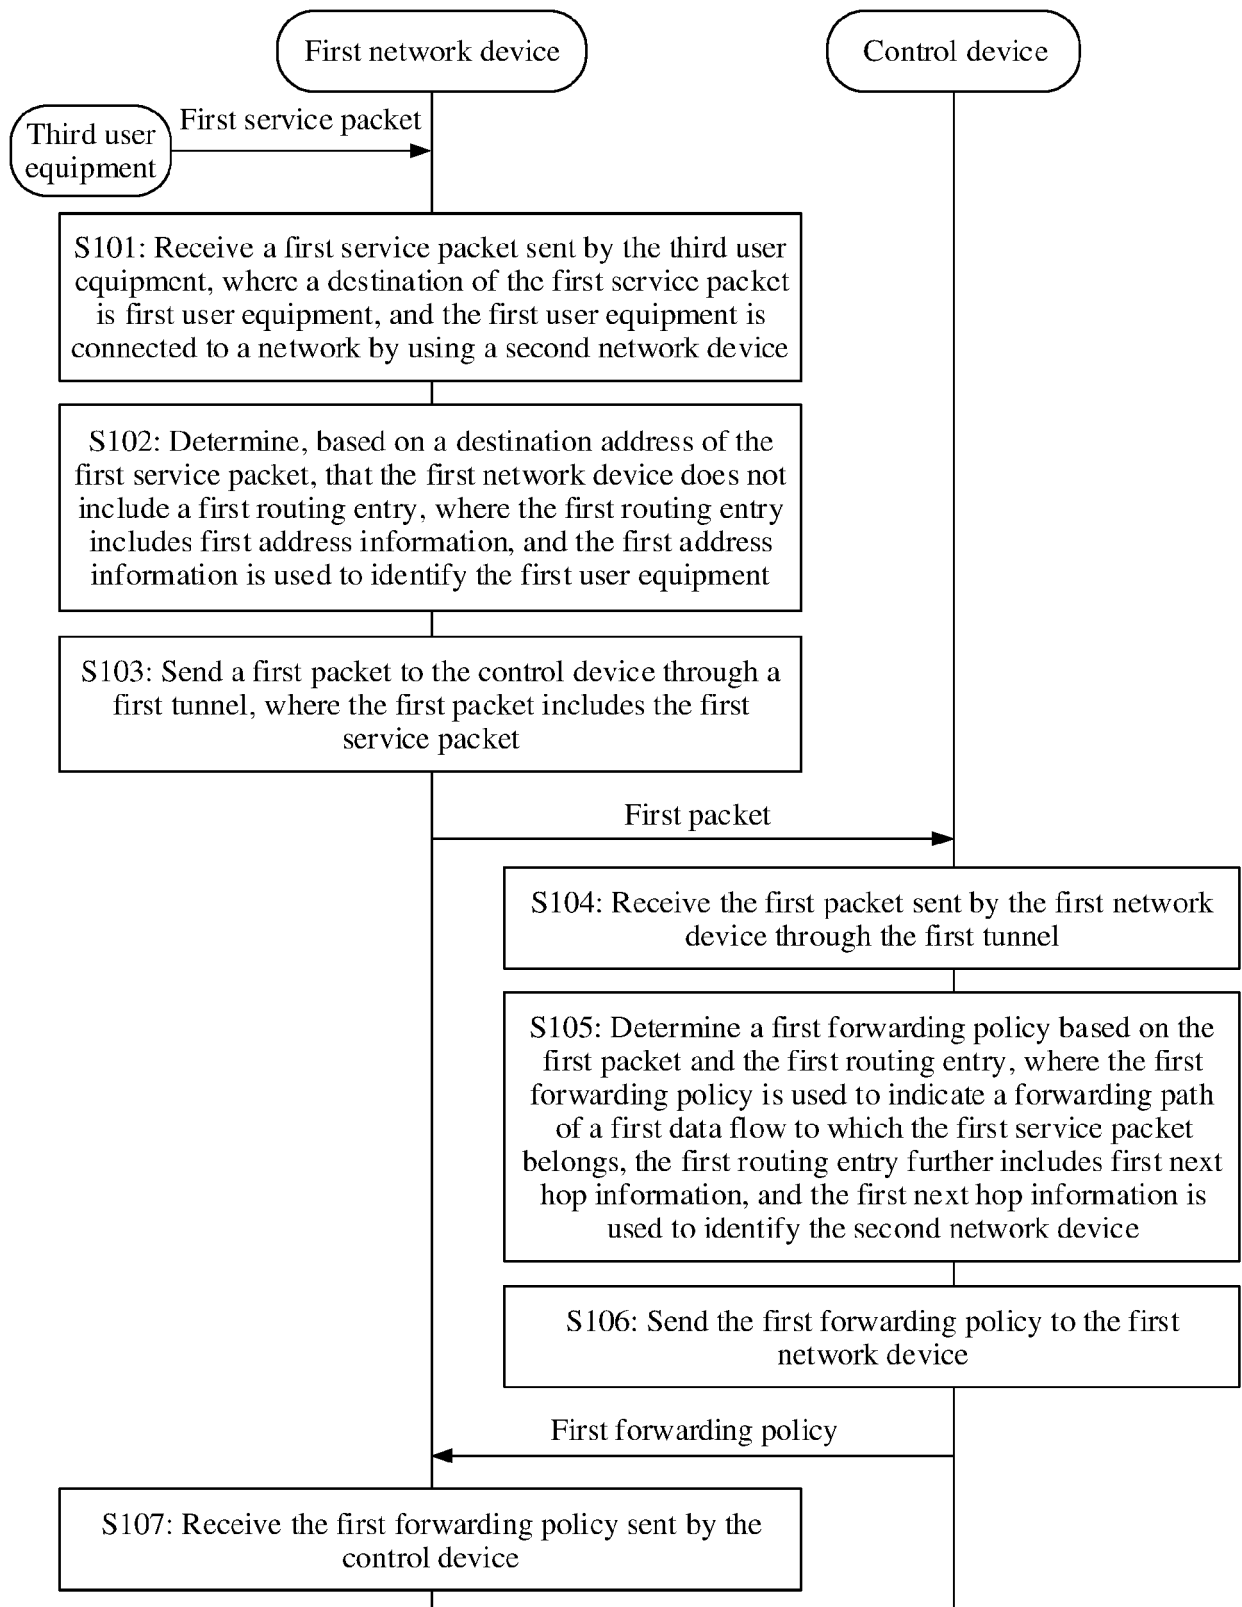 First network device
Control device
First service packet
Third user
equipment
S101: Receive a first service packet sent by the third user
equipment, where a destination of the first service packet
is first user equipment, and the first user equipment is
connected to a network by using a second network device
S102: Determine, based on a destination address of the
first service packet, that the first network device does not
include a first routing entry, where the first routing entry
includes first address information, and the first address
information is used to identify the first user equipment
S103: Send a first packet to the control device through a
first tunnel, where the first packet includes the first
service packet
First packet
S104: Receive the first packet sent by the first network
device through the first tunnel
S105: Determine a first forwarding policy based on the
first packet and the first routing entry, where the first
forwarding policy is used to indicate a forwarding path
of a first data flow to which the first service packet
belongs, the first routing entry further includes first next
hop information, and the first next hop information is
used to identify the second network device
S106: Send the first forwarding policy to the first
network device
First forwarding policy
S107: Receive the first forwarding policy sent by the
control device